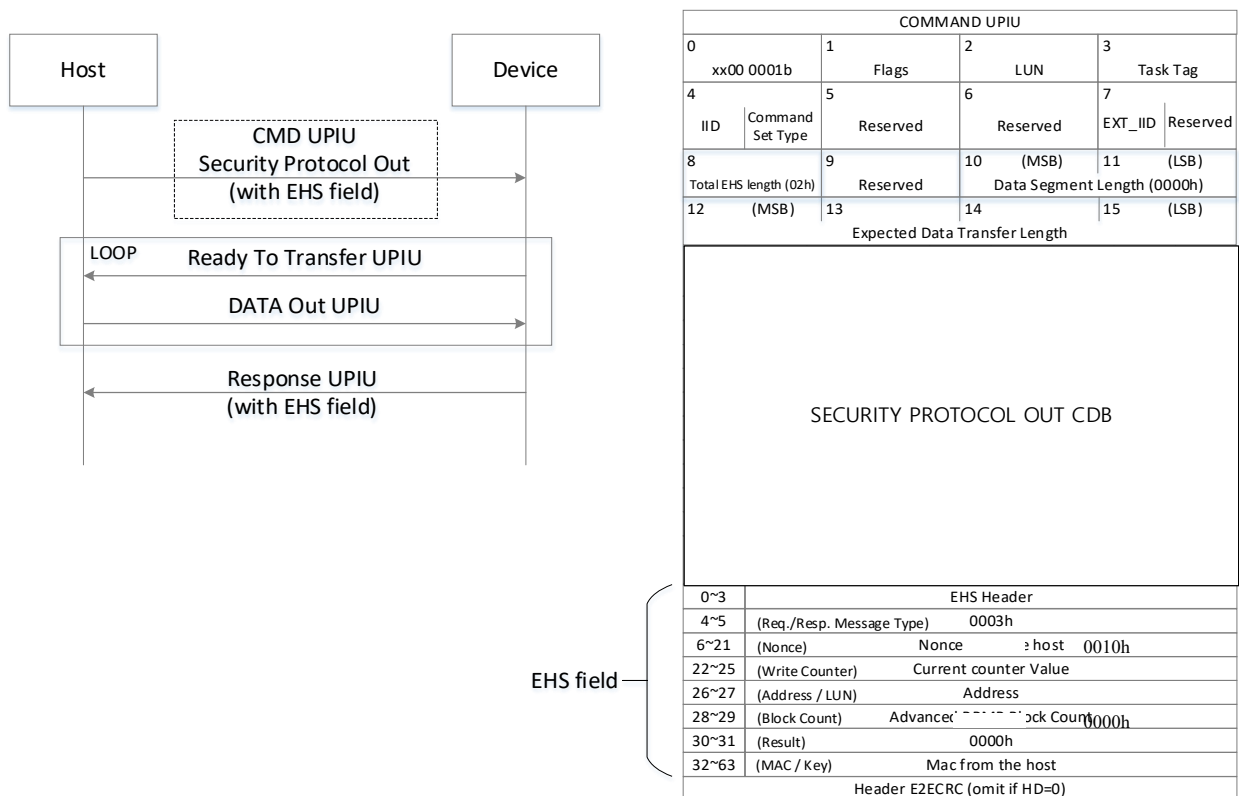 Host
Device
CMD UPIU
Security Protocol Out
(with EHS field)
LOOP
Ready To Transfer UPIU
DATA Out UPIU
Response UPIU
(with EHS field)
COMMAND UPIU
0 1 2 3
xx00 0001b Flags LUN Task Tag
4 5 6 7
IID Command Set Type Reserved Reserved EXT_IID Reserved
8 9 10 (MSB) 11 (LSB)
Total EHS length (02h) Reserved Data Segment Length (0000h)
12 (MSB) 13 14 15 (LSB)
Expected Data Transfer Length
SECURITY PROTOCOL OUT CDB
EHS field
0~3 EHS Header
4~5 (Req./Resp. Message Type) 0003h
6~21 (Nonce) Nonce host 0010h
22~25 (Write Counter) Current counter Value
26~27 (Address / LUN) Address
28~29 (Block Count) Advanced Count 0000h
30~31 (Result) 0000h
32~63 (MAC / Key) Mac from the host
Header E2ECRC (omit if HD=0)